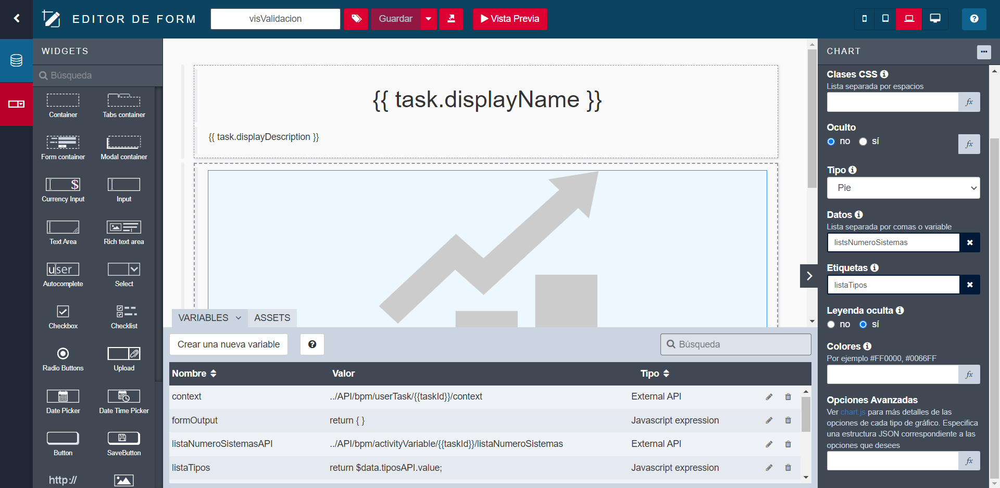 EDITOR DE FORM
visValidacion
Guardar
Vista Previa
?
WIDGETS
Búsqueda
Container
Tabs container
Form container
Modal container
$
Currency Input
Input
Text Area
Rich text area
user
Autocomplete
Select
Checkbox
Checklist
Radio Buttons
Upload
Date Picker
Date Time Picker
Button
SaveButton
http://
{{ task.displayName }}
{{ task.displayDescription }}
VARIABLES
ASSETS
Crear una nueva variable
?
Búsqueda
Nombre Valor Tipo
context ../API/bpm/userTask/{{taskId}}/context External API
formOutput return { } Javascript expression
listaNumeroSistemasAPI ../API/bpm/activityVariable/{{taskId}}/listaNumeroSistemas External API
listaTipos return $data.tiposAPI.value; Javascript expression
CHART
...
Clases CSS
Lista separada por espacios
fx
Oculto
no sí
fx
Tipo
Pie
Datos
Lista separada por comas o variable
listsNumeroSistemas
Etiquetas
listaTipos
Leyenda oculta
no sí
Colores
Por ejemplo #FF0000, #0066FF
fx
Opciones Avanzadas
Ver chart.js para más detalles de las
opciones de cada tipo de gráfico. Especifica
una estructura JSON correspondiente a las
opciones que desees
fx